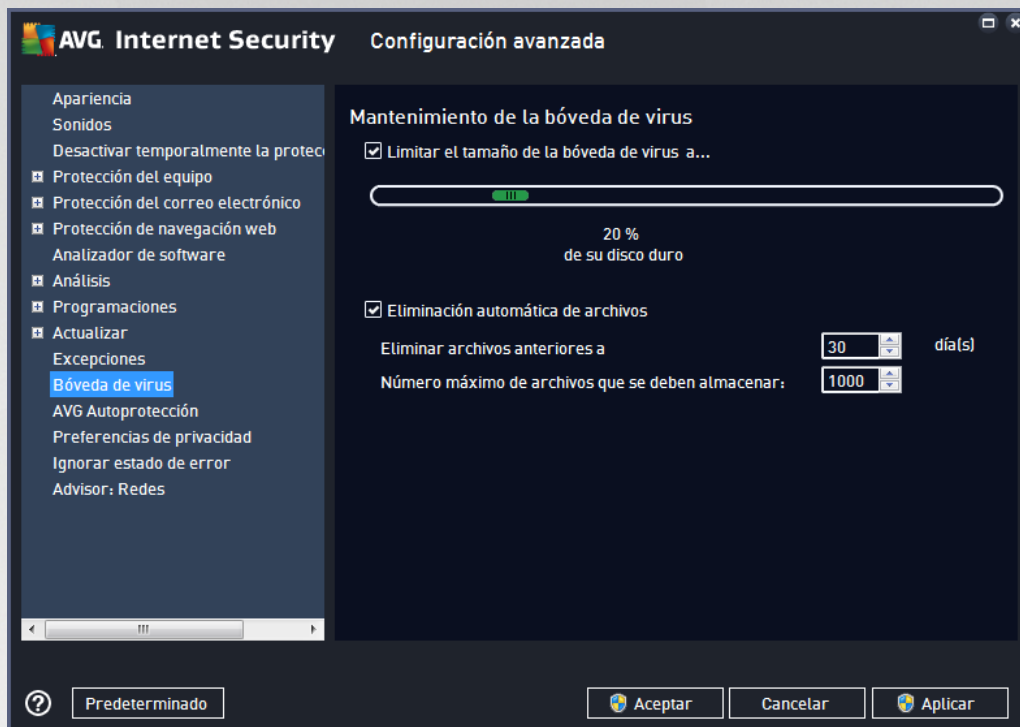 AVG. Internet Security
Configuración avanzada
Apariencia
Sonidos
Desactivar temporalmente la protec
Protección del equipo
Protección del correo electrónico
Protección de navegación web
Analizador de software
Análisis
Programaciones
Actualizar
Excepciones
Bóveda de virus
AVG Autoprotección
Preferencias de privacidad
Ignorar estado de error
Advisor: Redes
Mantenimiento de la bóveda de virus
Limitar el tamaño de la bóveda de virus a...
20 %
de su disco duro
Eliminación automática de archivos
Eliminar archivos anteriores a 30 día(s)
Número máximo de archivos que se deben almacenar: 1000
? Predeterminado Aceptar Cancelar Aplicar